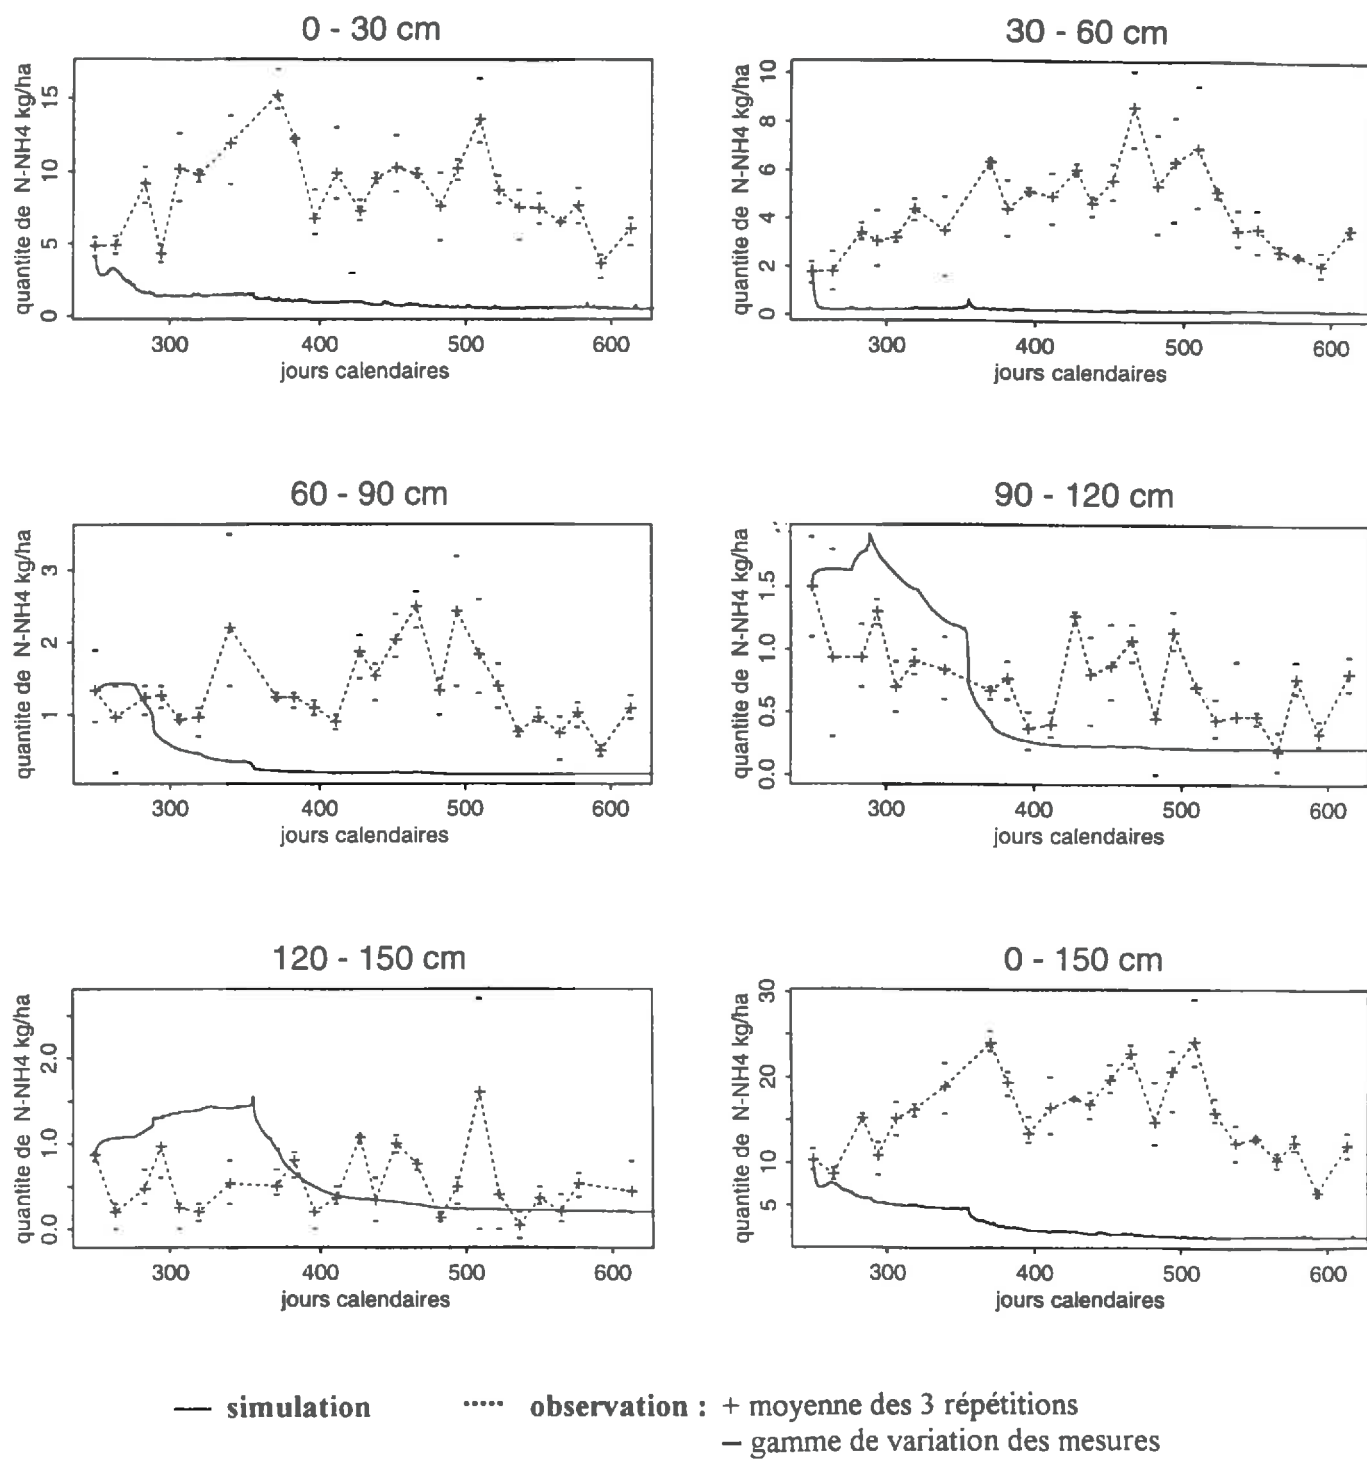 0 - 30 cm
quantite de N-NH4 kg/ha
0 5 10 15
300 400 500 600
jours calendaires
30 - 60 cm
quantite de N-NH4 kg/ha
0 2 4 6 8 10
300 400 500 600
jours calendaires
60 - 90 cm
quantite de N-NH4 kg/ha
1 2 3
300 400 500 600
jours calendaires
90 - 120 cm
quantite de N-NH4 kg/ha
0.0 0.5 1.0 1.5
300 400 500 600
jours calendaires
120 - 150 cm
quantite de N-NH4 kg/ha
0.0 1.0 2.0
300 400 500 600
jours calendaires
0 - 150 cm
quantite de N-NH4 kg/ha
5 10 20 30
300 400 500 600
jours calendaires
— simulation ····· observation : + moyenne des 3 répétitions
– gamme de variation des mesures